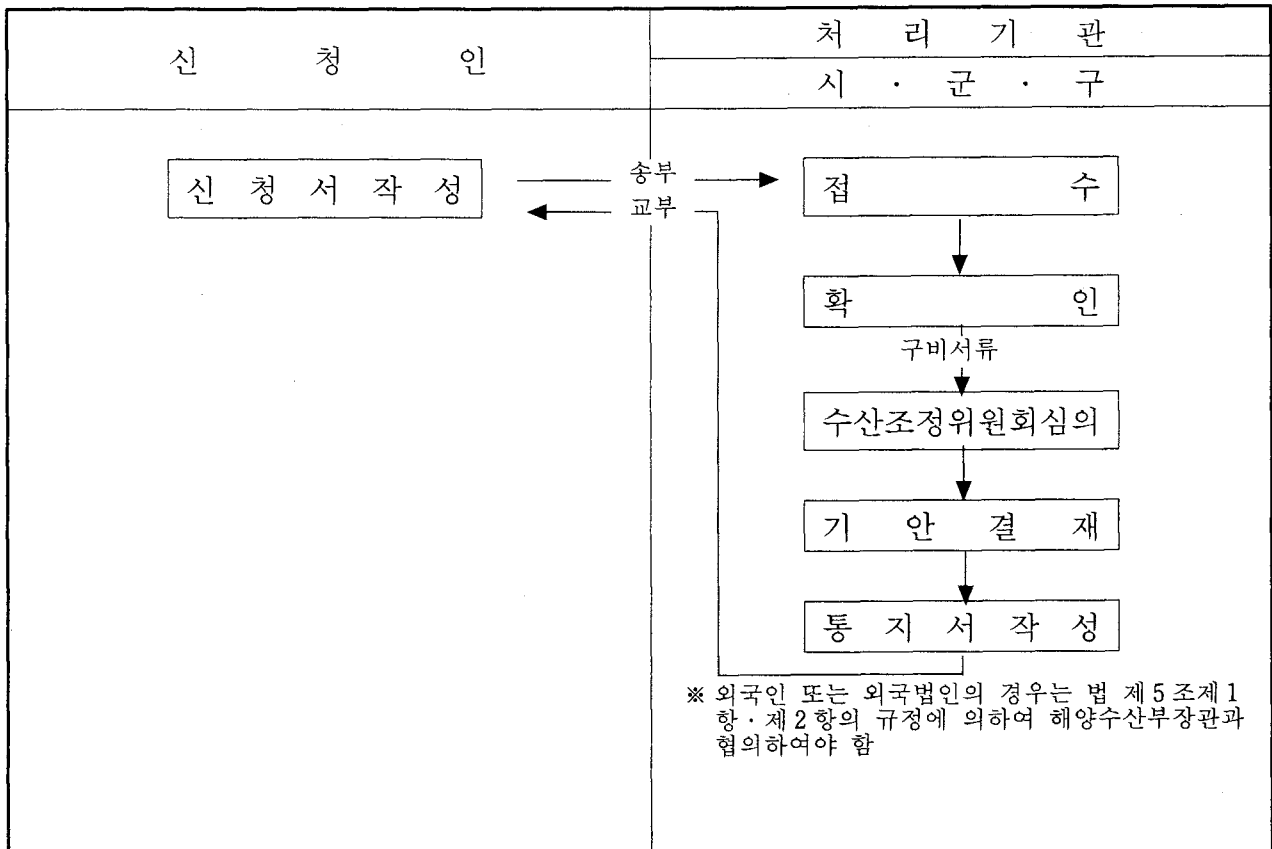 신 청 인
처 리 기 관
시 · 군 · 구
신 청 서 작 성
송부
교부
접 수
확 인
구비서류
수산조정위원회심의
기 안 결 재
통 지 서 작 성
※ 외국인 또는 외국법인의 경우는 법 제5조제1
항 · 제2항의 규정에 의하여 해양수산부장관과
협의하여야 함